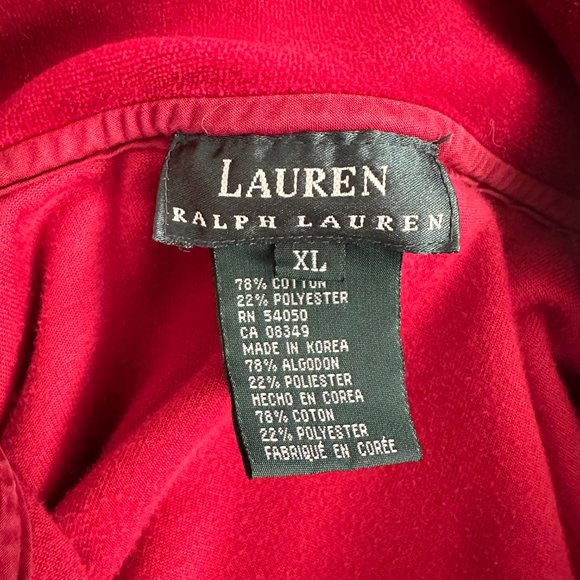 LAUREN
RALPH LAUREN
XL
78% COTTON
22% POLYESTER
RN 54050
CA 08349
MADE IN KOREA
78% ALGODON
22% POLIESTER
HECHO EN COREA
78% COTON
22% POLYESTER
FABRIQUÉ EN CORÉE